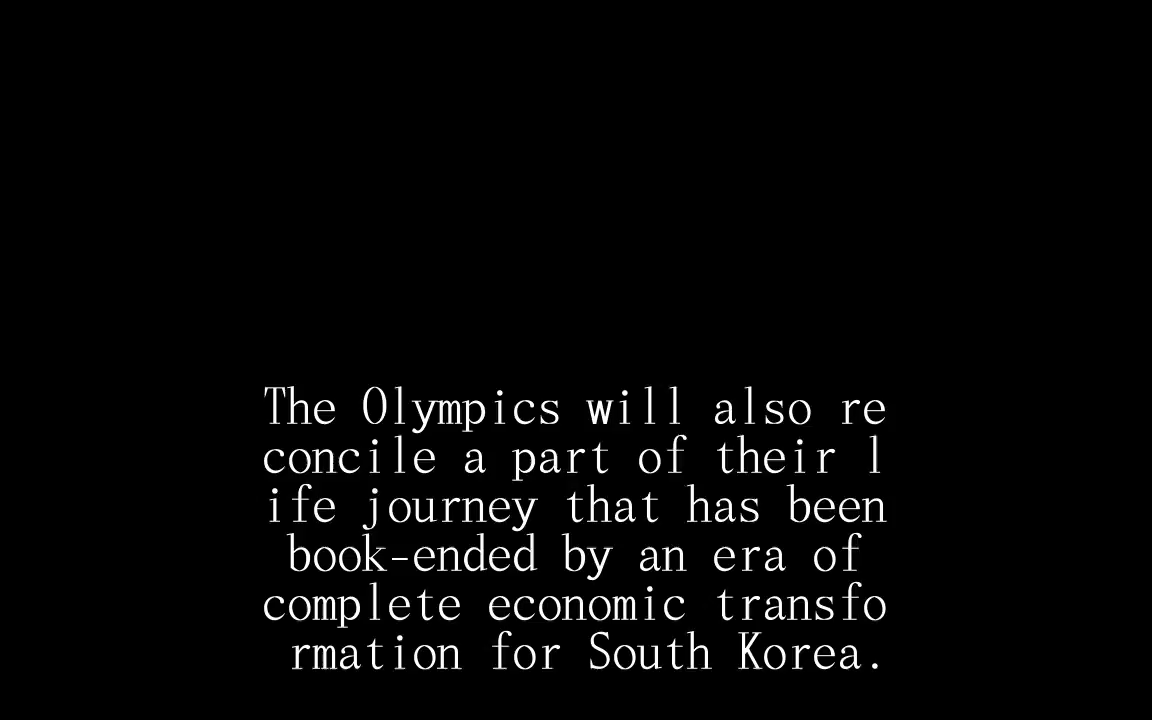 The Olympics will also re
concile a part of their l
ife journey that has been
book-ended by an era of
complete economic transfo
rmation for South Korea.